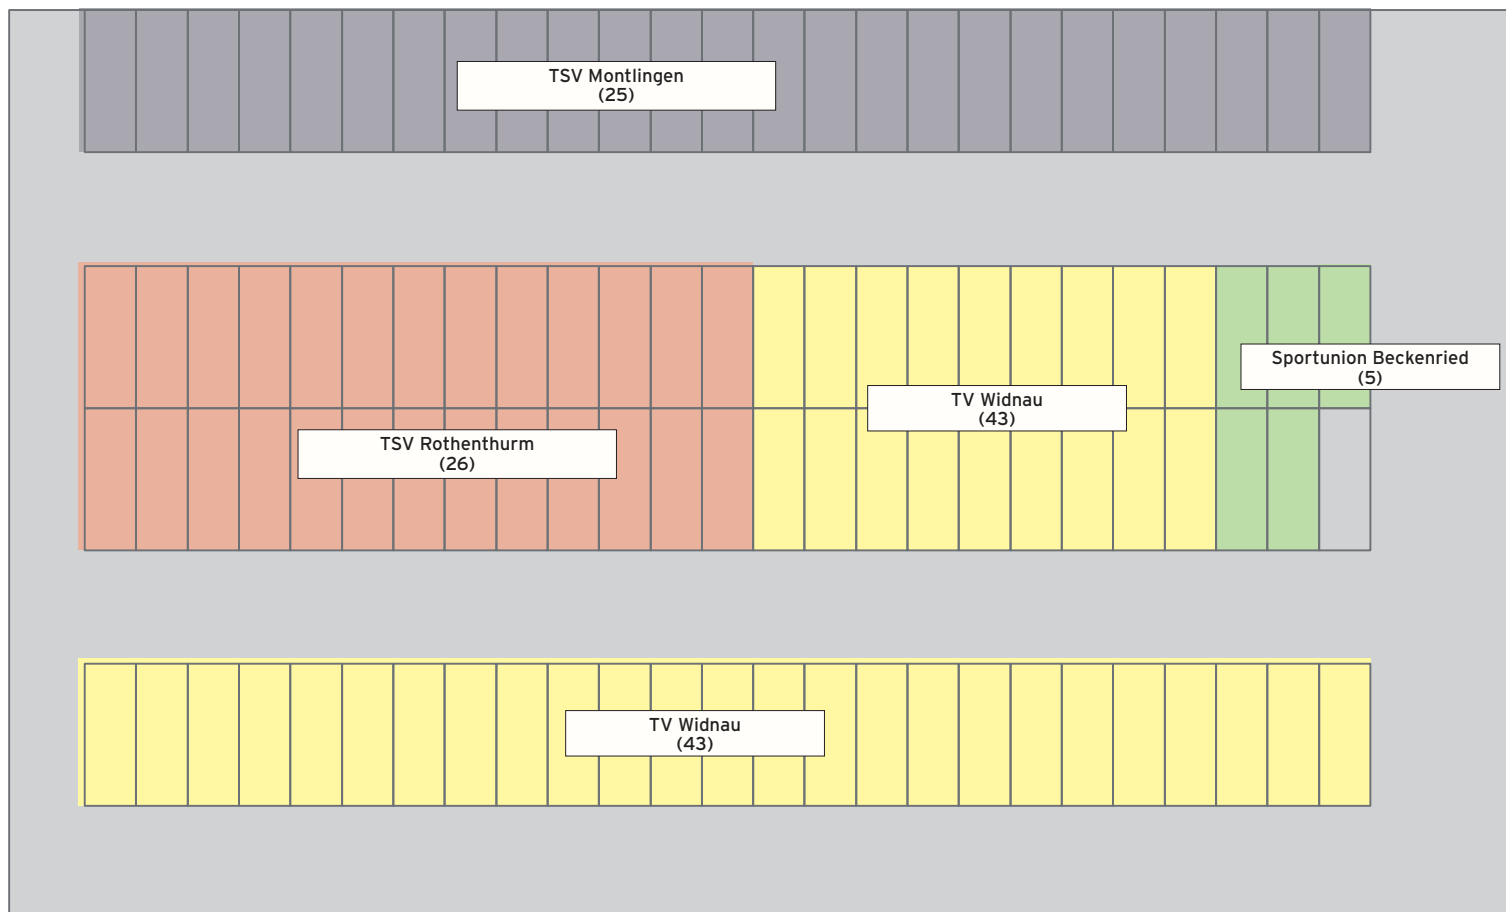 TSV Montlingen
(25)
Sportunion Beckenried
(5)
TV Widnau
(43)
TSV Rothenthurm
(26)
TV Widnau
(43)